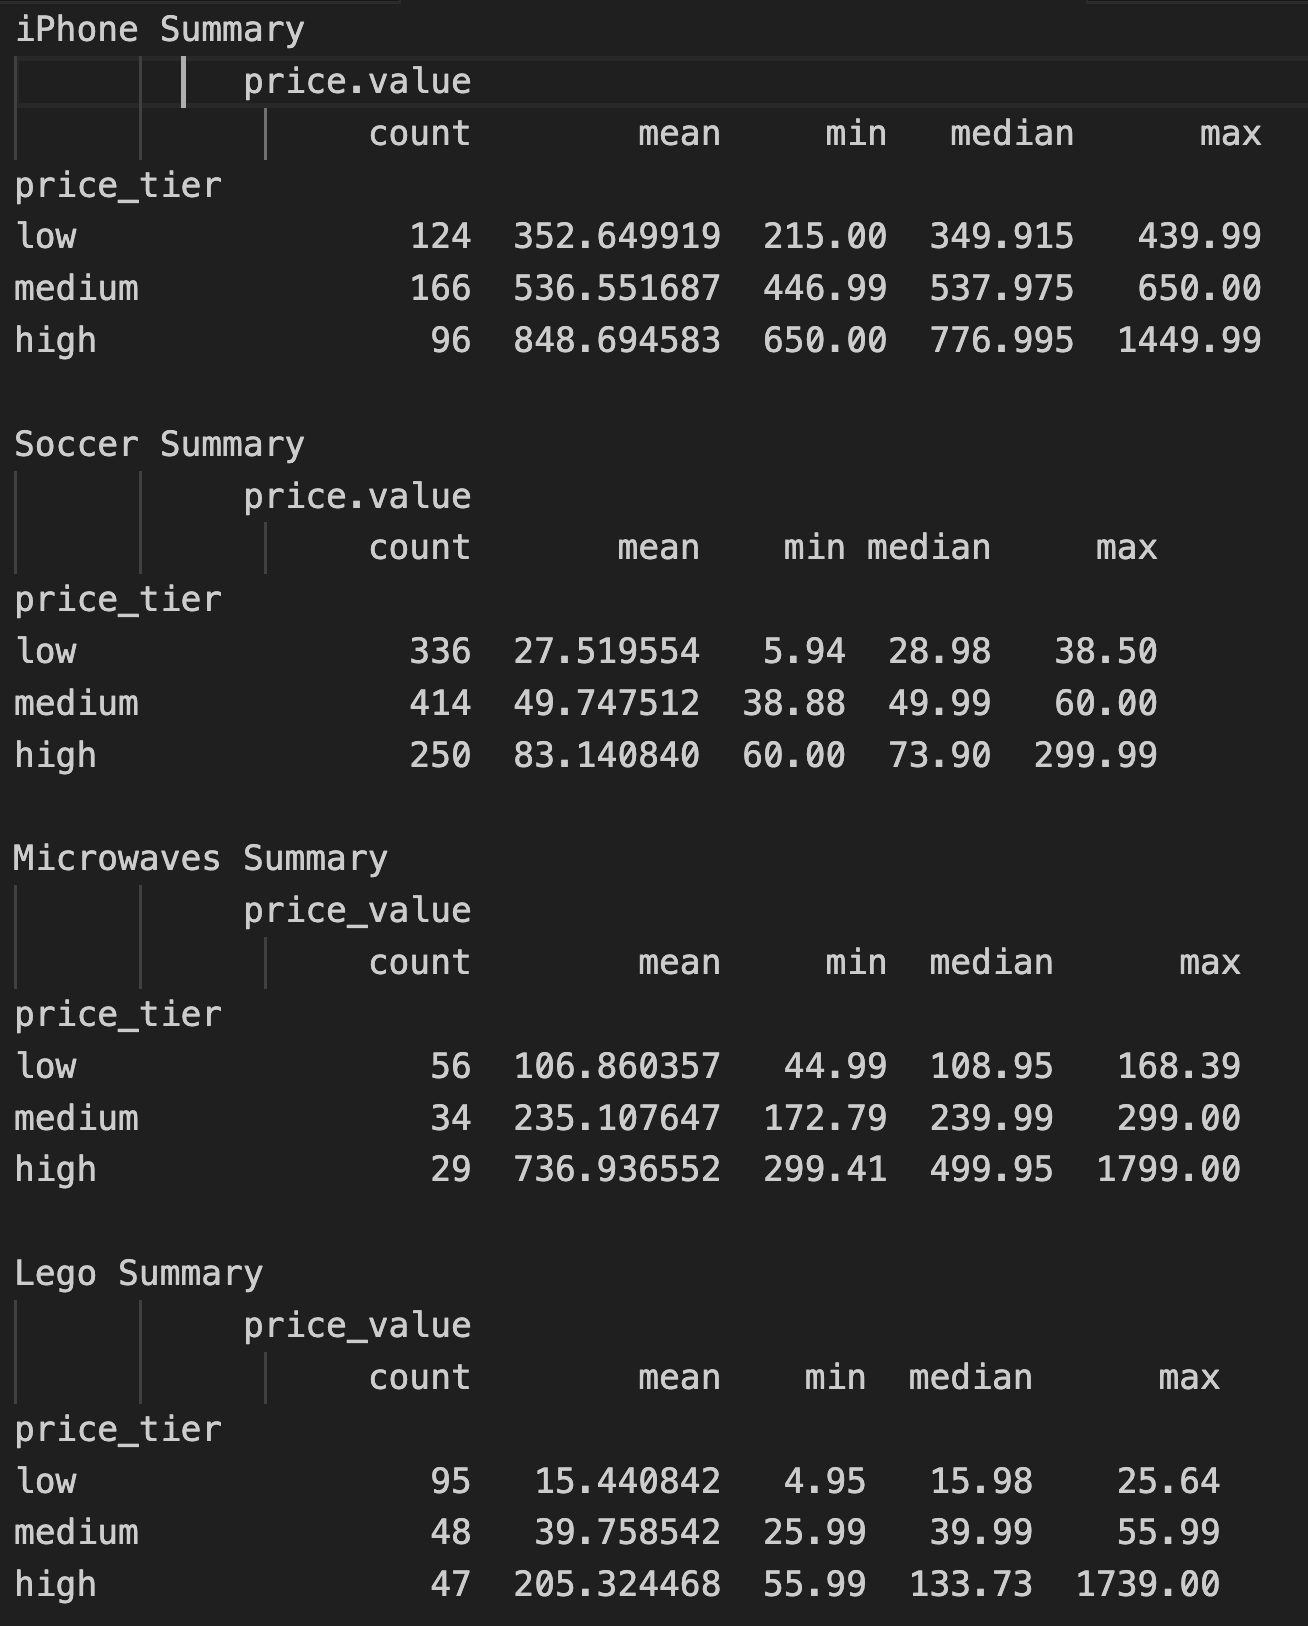 iPhone Summary
price.value
count mean min median max
price_tier
low 124 352.649919 215.00 349.915 439.99
medium 166 536.551687 446.99 537.975 650.00
high 96 848.694583 650.00 776.995 1449.99
Soccer Summary
price.value
count mean min median max
price_tier
low 336 27.519554 5.94 28.98 38.50
medium 414 49.747512 38.88 49.99 60.00
high 250 83.140840 60.00 73.90 299.99
Microwaves Summary
price_value
count mean min median max
price_tier
low 56 106.860357 44.99 108.95 168.39
medium 34 235.107647 172.79 239.99 299.00
high 29 736.936552 299.41 499.95 1799.00
Lego Summary
price_value
count mean min median max
price_tier
low 95 15.440842 4.95 15.98 25.64
medium 48 39.758542 25.99 39.99 55.99
high 47 205.324468 55.99 133.73 1739.00